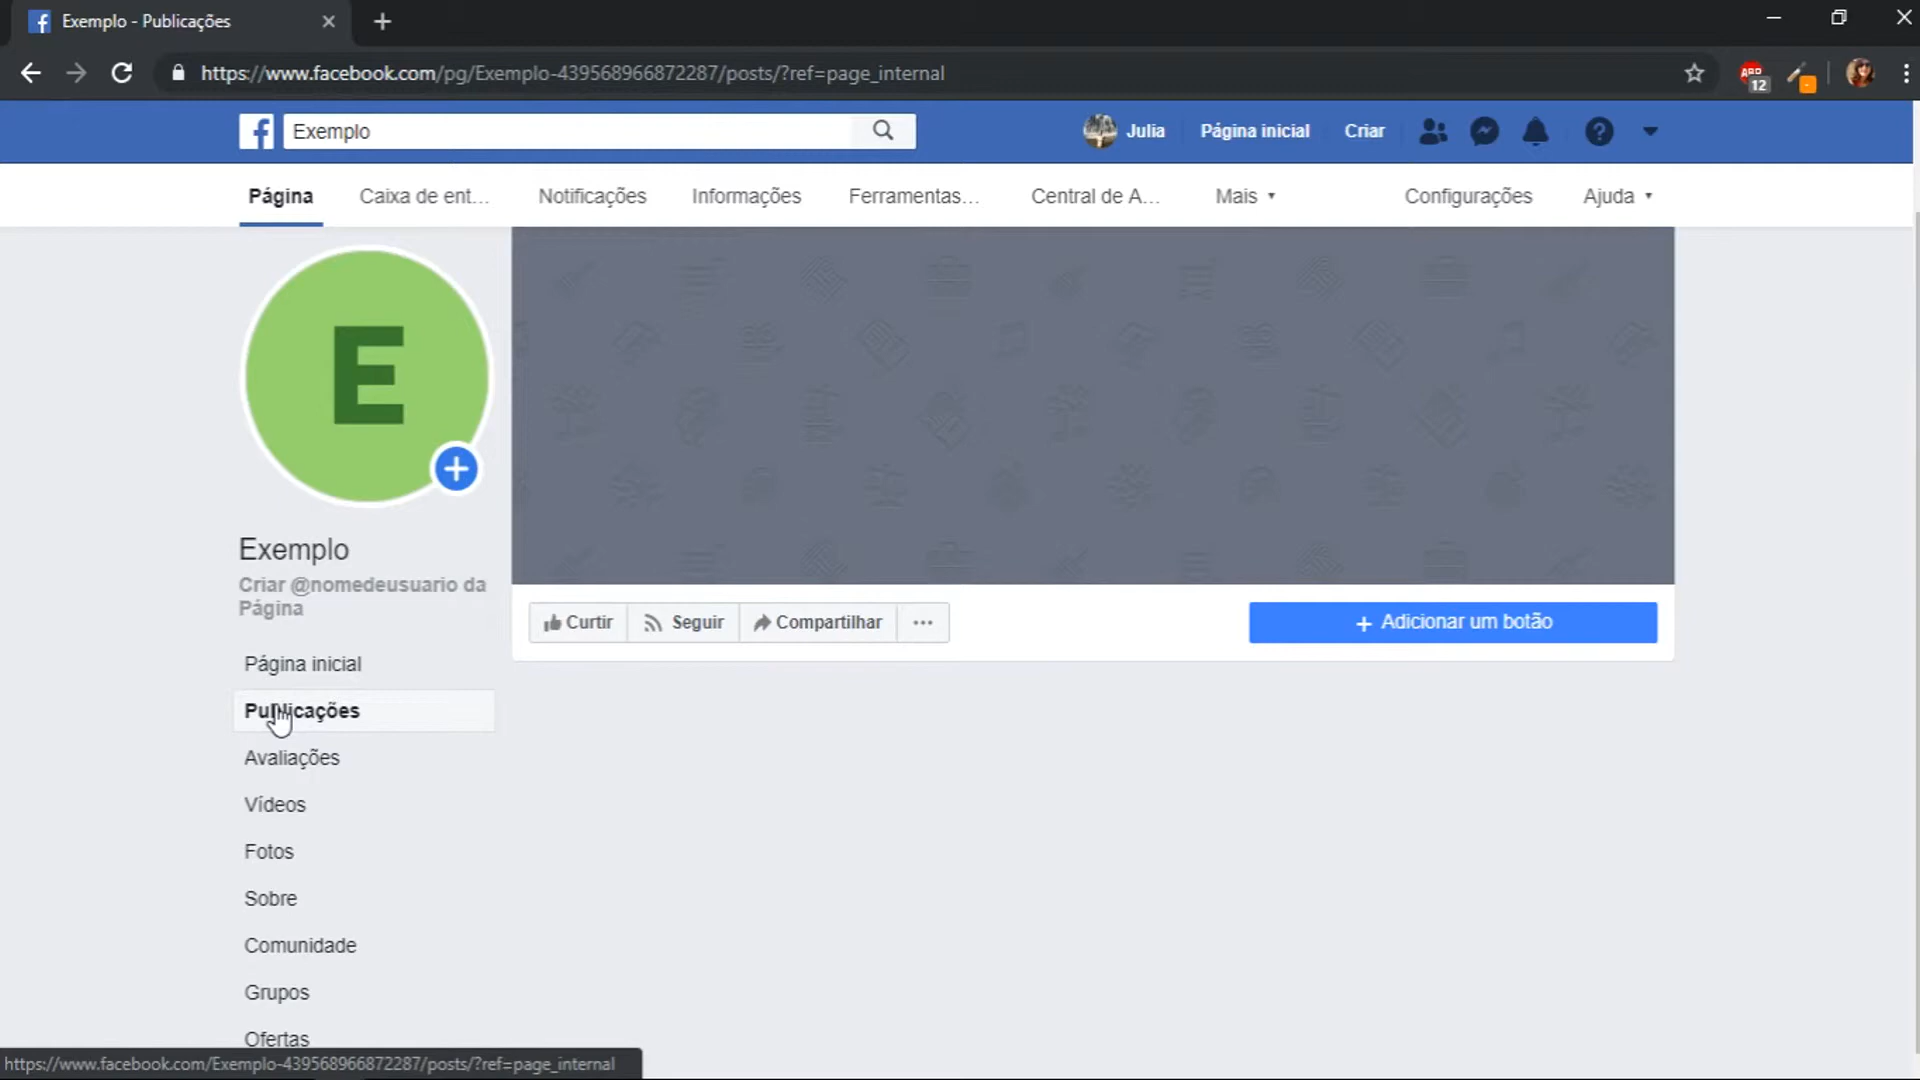 Exemplo - Publicações
https://www.facebook.com/pg/Exemplo-439568966872287/posts/?ref=page_internal
ABP
12
Exemplo
Julia
Página inicial
Criar
Página
Caixa de ent...
Notificações
Informações
Ferramentas...
Central de A...
Mais
Configurações
Ajuda
E
Exemplo
Criar @nomedeusuario da
Página
Curtir
Seguir
Compartilhar
Adicionar um botão
Página inicial
Publicações
Avaliações
Vídeos
Fotos
Sobre
Comunidade
Grupos
Ofertas
https://www.facebook.com/Exemplo-439568966872287/posts/?ref=page_internal